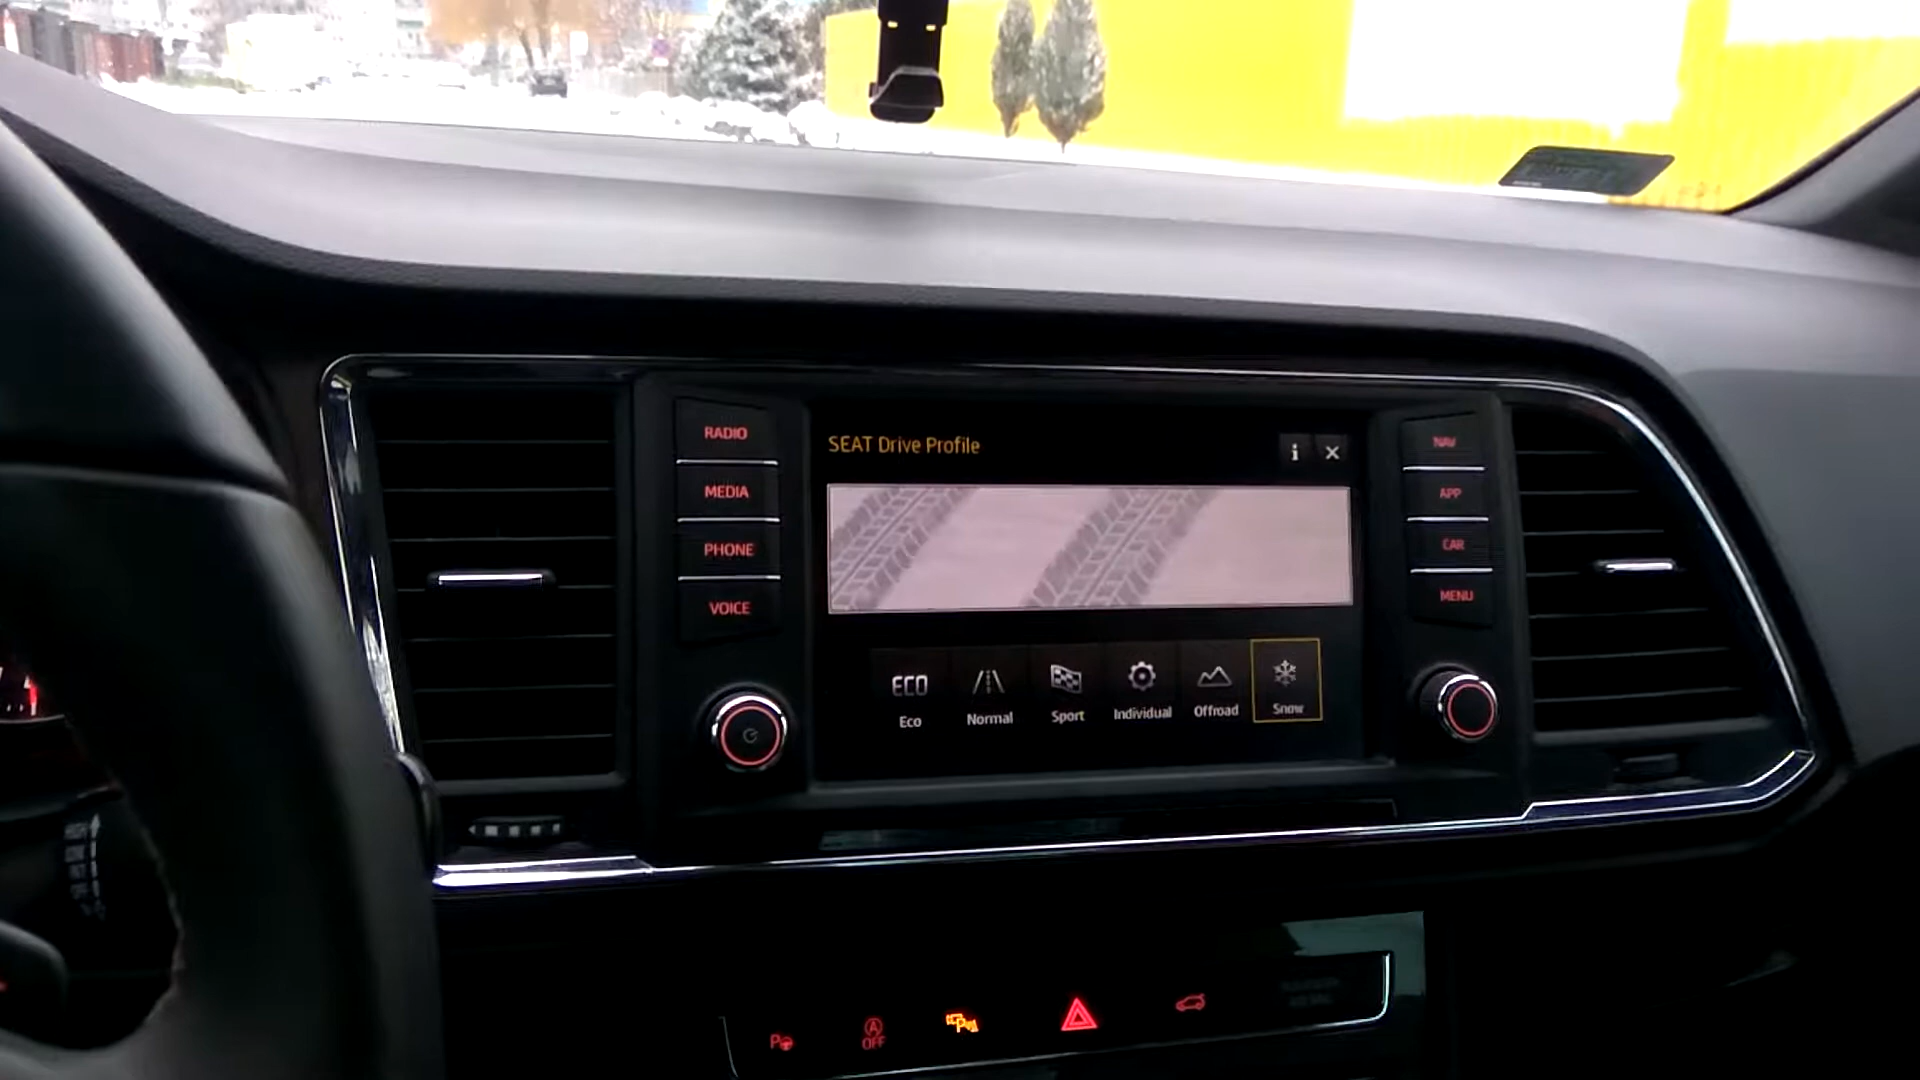 RADIO
MEDIA
PHONE
VOICE
SEAT Drive Profile
i
NAV
APP
CAR
MENU
ECO
Eco
Normal
Sport
Individual
Offroad
Snow
P
A
OFF
P